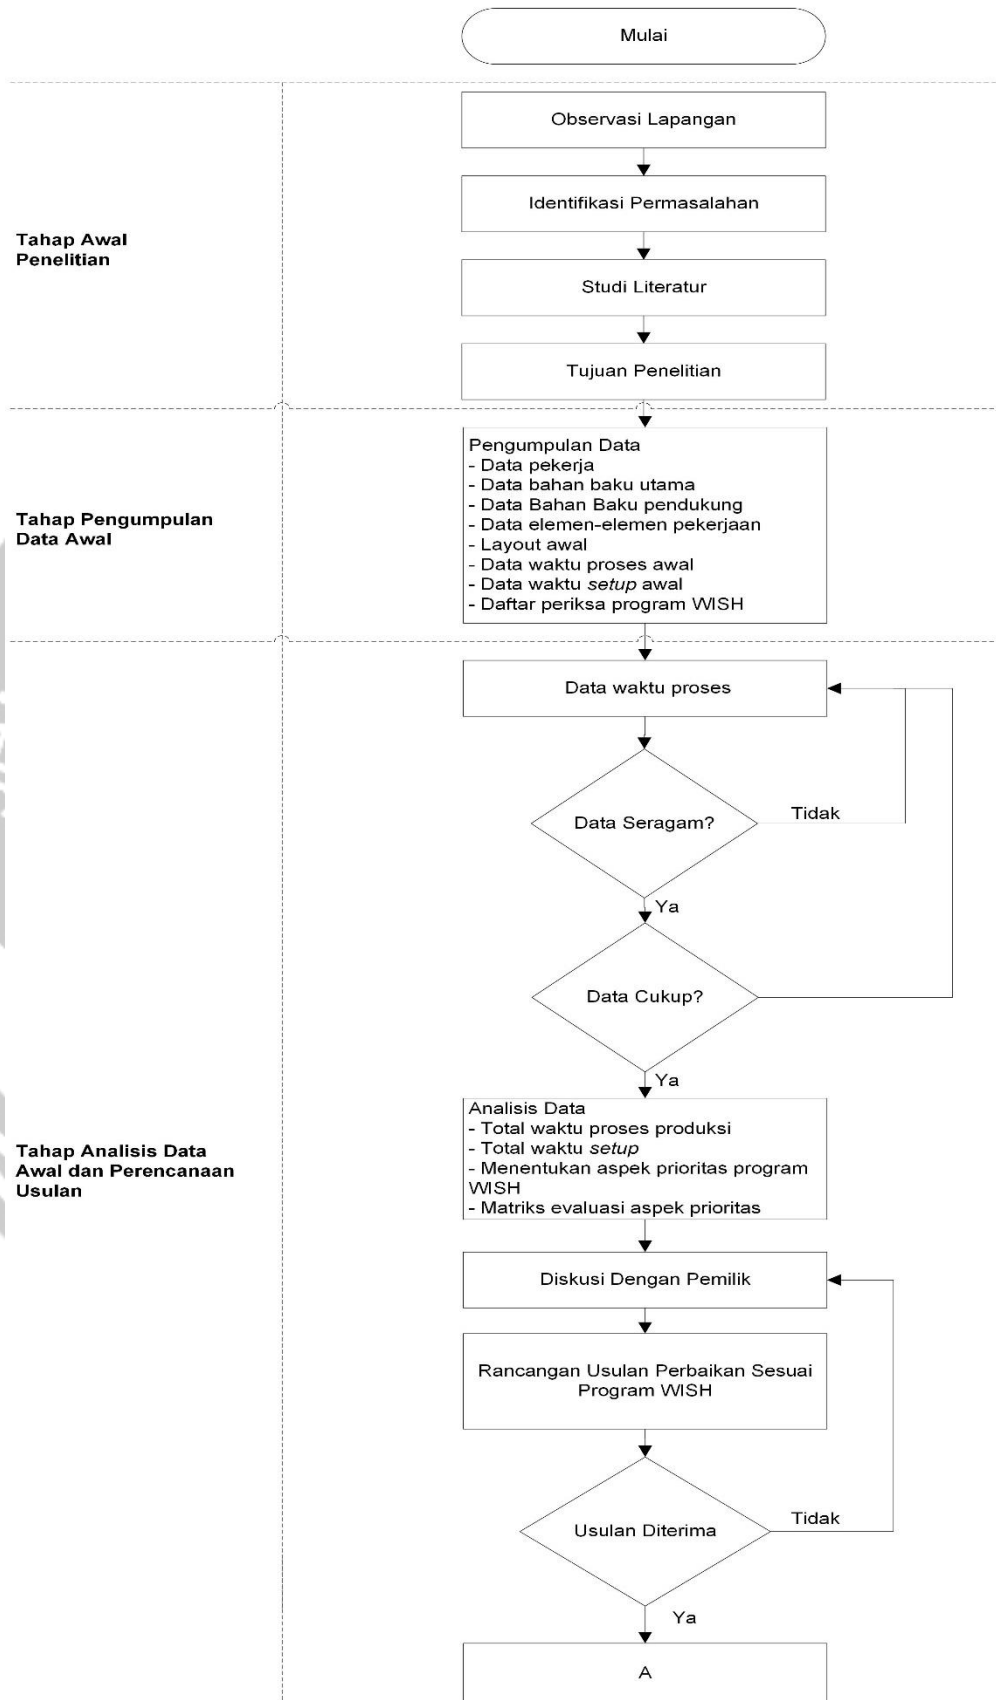 Mulai
Observasi Lapangan
Identifikasi Permasalahan
Tahap Awal
Penelitian
Studi Literatur
Tujuan Penelitian
Pengumpulan Data
- Data pekerja
- Data bahan baku utama
- Data Bahan Baku pendukung
- Data elemen-elemen pekerjaan
- Layout awal
- Data waktu proses awal
- Data waktu setup awal
- Daftar periksa program WISH
Tahap Pengumpulan
Data Awal
Data waktu proses
Data Seragam?
Tidak
Ya
Data Cukup?
Ya
Analisis Data
- Total waktu proses produksi
- Total waktu setup
- Menentukan aspek prioritas program
WISH
- Matriks evaluasi aspek prioritas
Tahap Analisis Data
Awal dan Perencanaan
Usulan
Diskusi Dengan Pemilik
Rancangan Usulan Perbaikan Sesuai
Program WISH
Usulan Diterima
Tidak
Ya
A